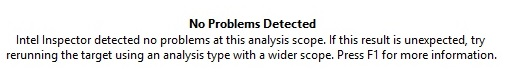 No Problems Detected
Intel Inspector detected no problems at this analysis scope. If this result is unexpected, try
rerunning the target using an analysis type with a wider scope. Press F1 for more information.